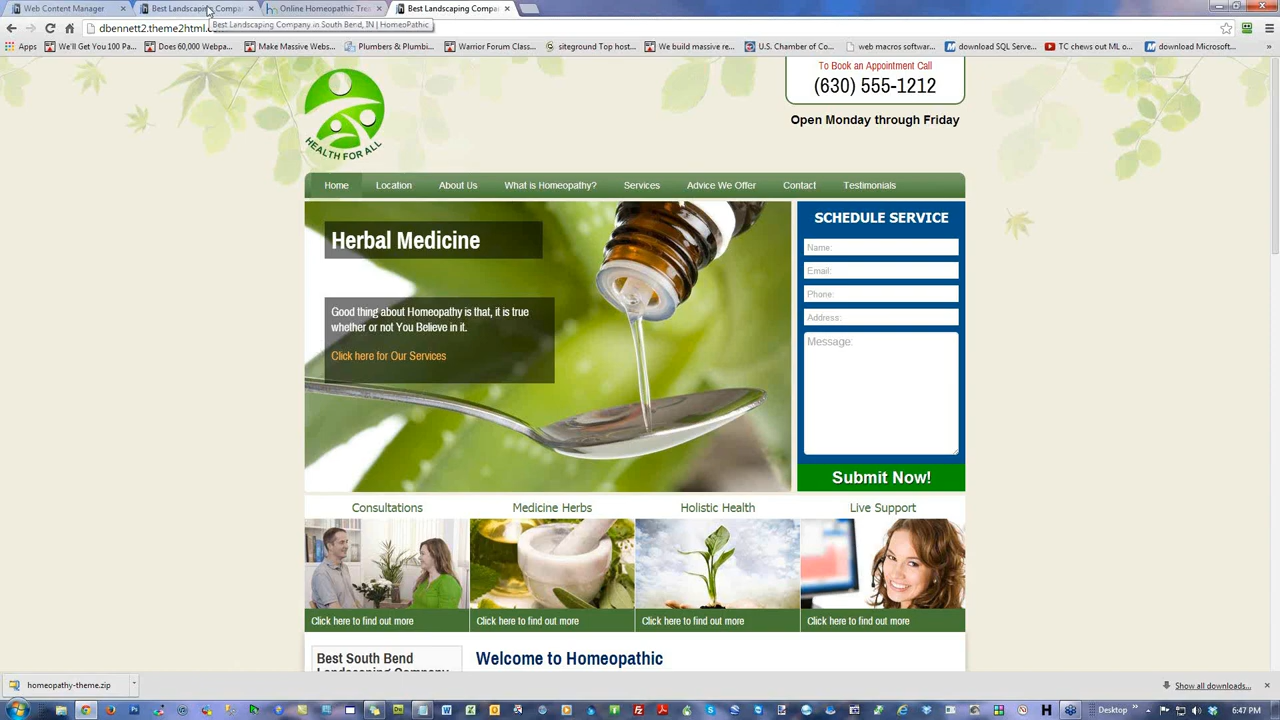 Web Content Manager
Best Landscaping Compa
Online Homeopathic Tre
Best Landscaping Compa
Best Landscaping Company in South Bend, IN | HomeoPathic
dbennett2.theme2html.
Apps
We'll Get You 100 Pa...
Does 60,000 Webpa...
Make Massive Webs...
Plumbers & Plumbi...
Warrior Forum Class...
siteground Top host...
We build massive re...
U.S. Chamber of Co...
web macros softwar...
download SQL Serve...
TC chews out ML o...
download Microsoft...
To Book an Appointment Call
(630) 555-1212
Open Monday through Friday
HEALTH FOR ALL
Home
Location
About Us
What is Homeopathy?
Services
Advice We Offer
Contact
Testimonials
Herbal Medicine
Good thing about Homeopathy is that, it is true
whether or not You Believe in it.
Click here for Our Services
SCHEDULE SERVICE
Name:
Email:
Phone:
Address:
Message:
Submit Now!
Consultations
Medicine Herbs
Holistic Health
Live Support
Click here to find out more
Click here to find out more
Click here to find out more
Click here to find out more
Best South Bend
Landscaping Company
Welcome to Homeopathic
homeopathy-theme.zip
Show all downloads...
Desktop
6:47 PM